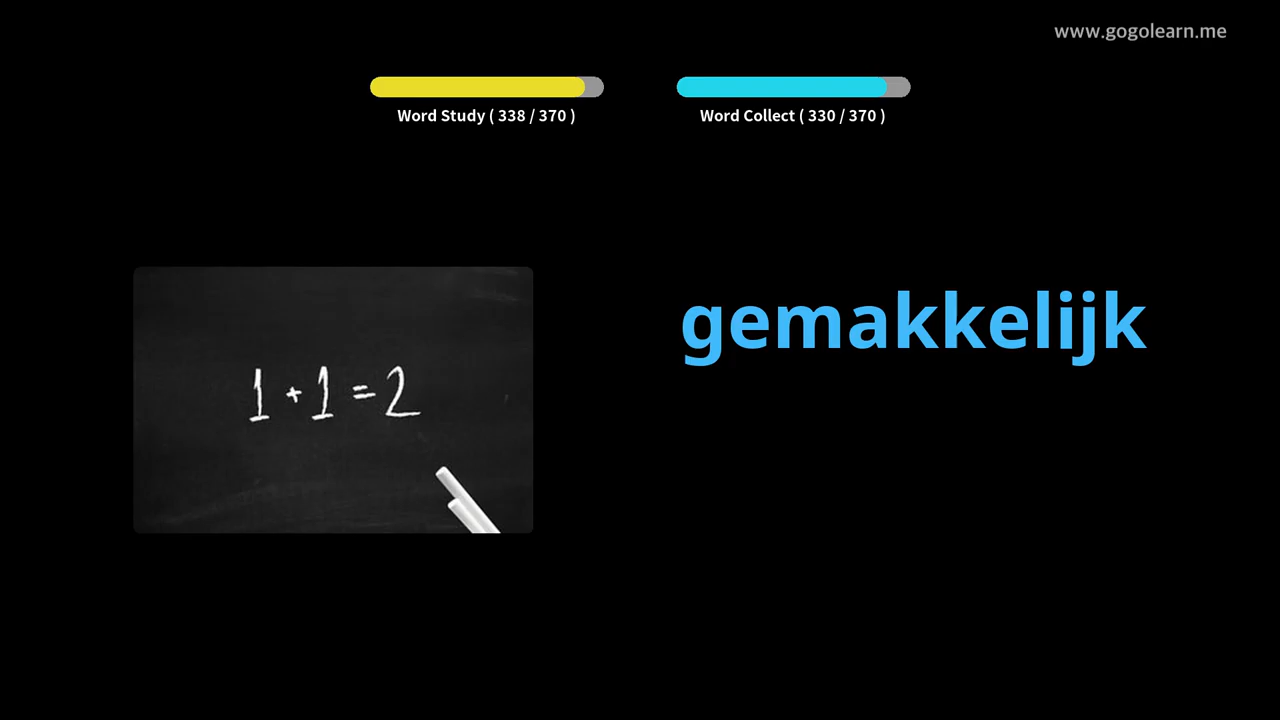 www.gogolearn.me
Word Study ( 338 / 370 )
Word Collect ( 330 / 370 )
gemakkelijk
1 + 1 = 2